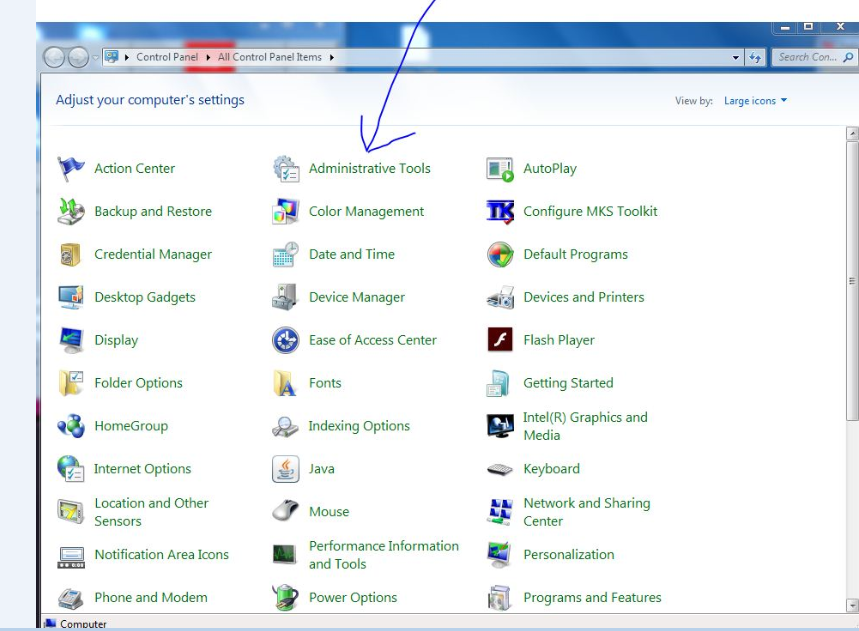 Control Panel All Control Panel Items
Search Con...
Adjust your computer's settings
View by: Large icons
Action Center
Administrative Tools
AutoPlay
Backup and Restore
Color Management
Configure MKS Toolkit
Credential Manager
Date and Time
Default Programs
Desktop Gadgets
Device Manager
Devices and Printers
Display
Ease of Access Center
Flash Player
Folder Options
Fonts
Getting Started
HomeGroup
Indexing Options
Intel(R) Graphics and
Media
Internet Options
Java
Keyboard
Location and Other
Sensors
Mouse
Network and Sharing
Center
Notification Area Icons
Performance Information
and Tools
Personalization
Phone and Modem
Power Options
Programs and Features
Computer